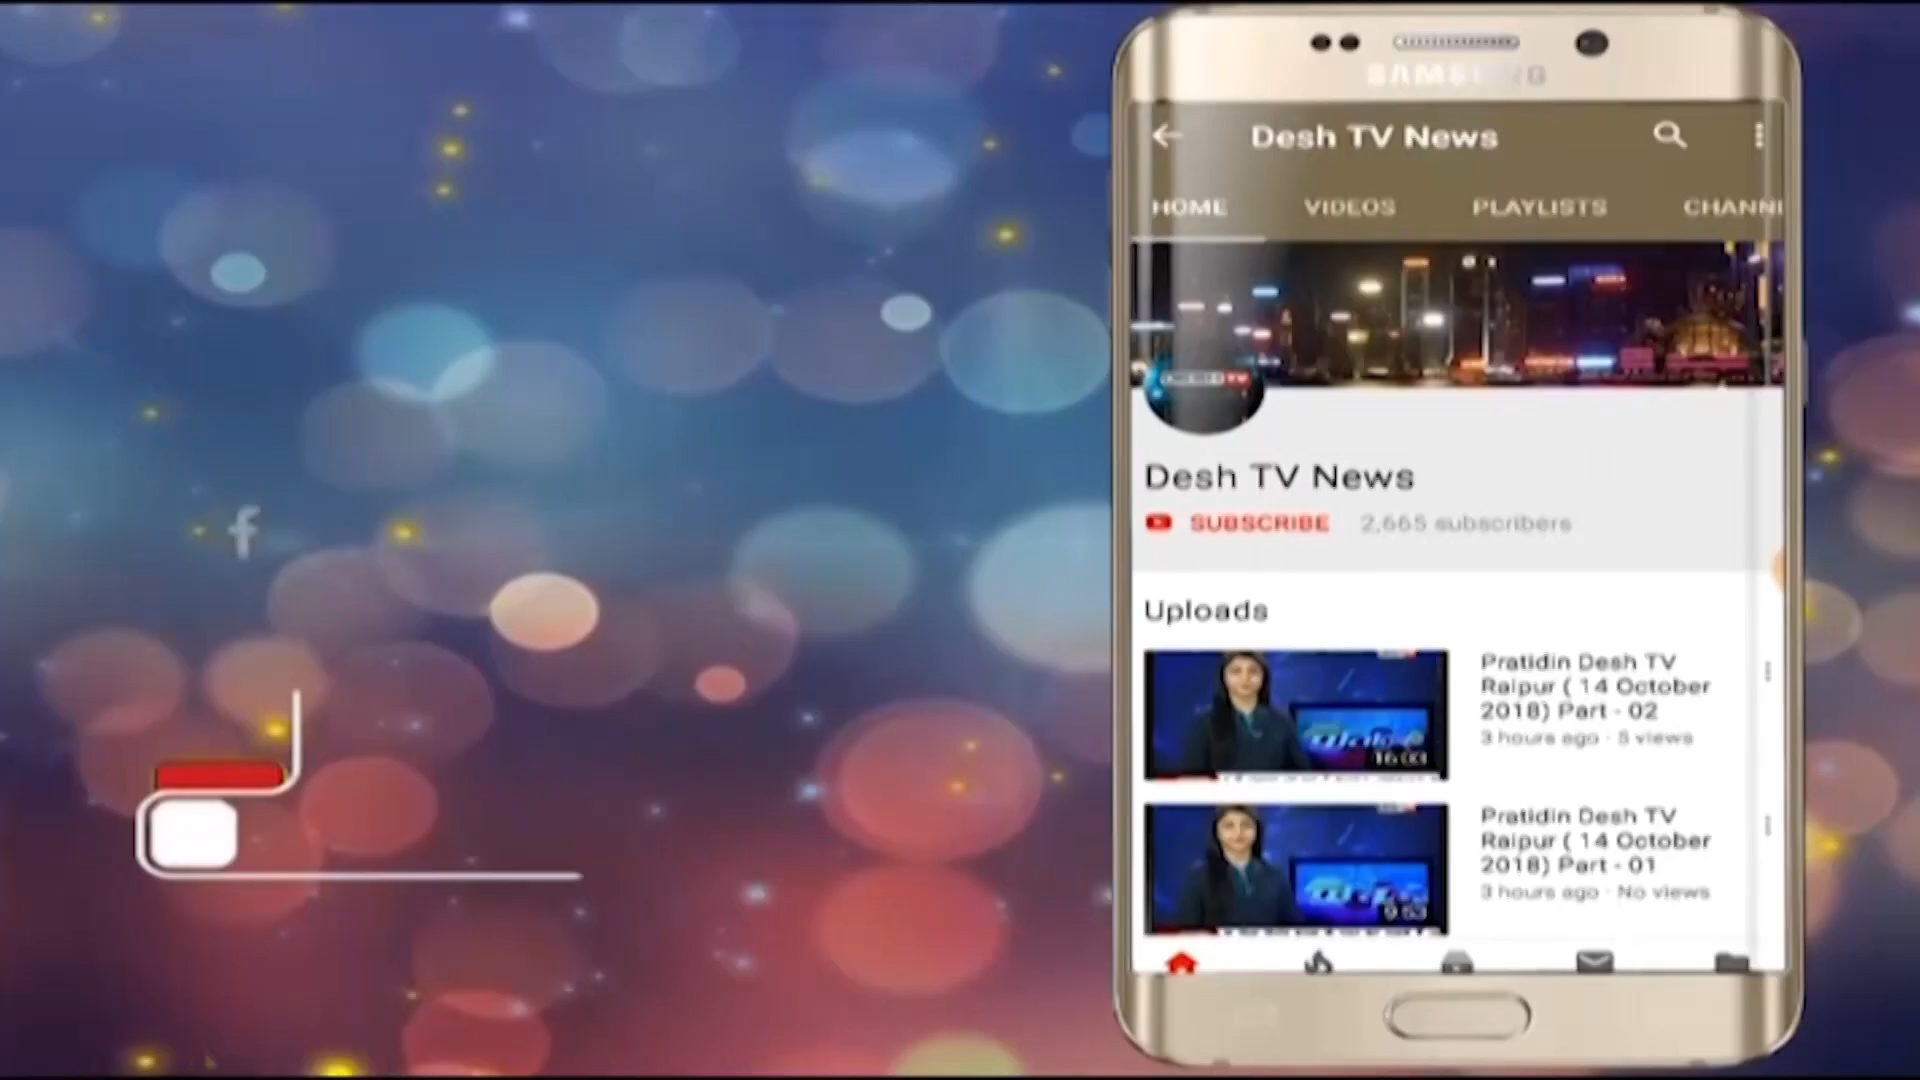 SAMSUNG
Desh TV News
HOME VIDEOS PLAYLISTS CHANNE
Desh TV News
SUBSCRIBE 2,665 subscribers
Uploads
Pratidin Desh TV
Raipur ( 14 October
2018) Part - 02
3 hours ago · 5 views
16:03
Pratidin Desh TV
Raipur ( 14 October
2018) Part - 01
3 hours ago · No views
9:53
f